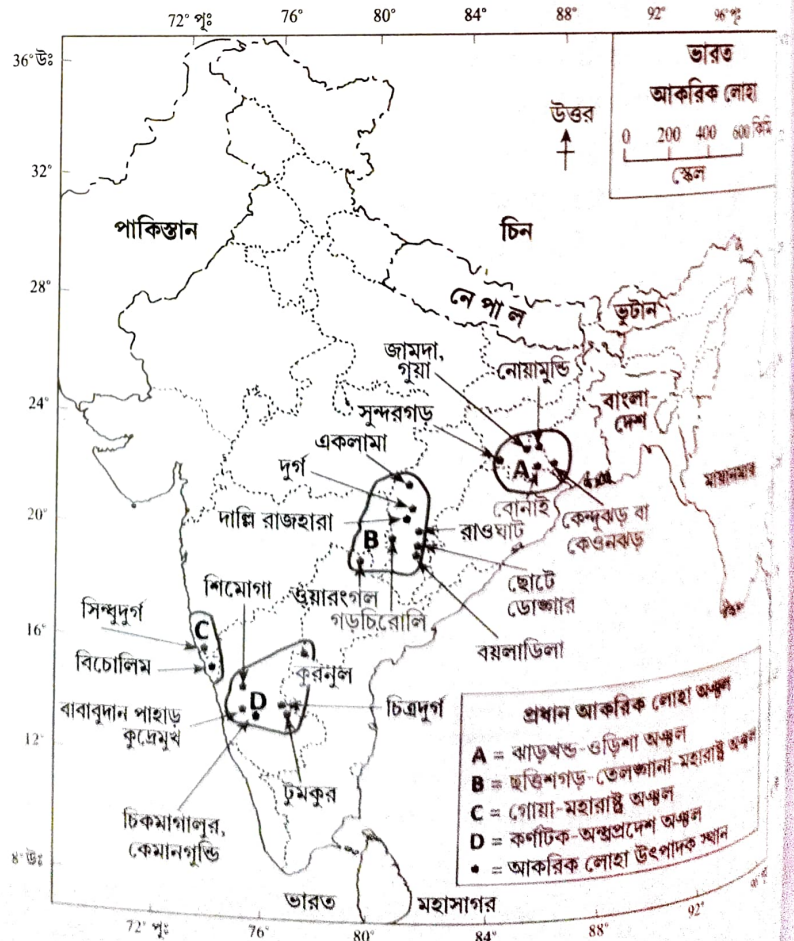 72° পূঃ
76°
80°
84°
88°
92°
96° পূঃ
36° উঃ
ভারত
আকরিক লোহা
0 200 400 600 কিমি
স্কেল
উত্তর
32°
পাকিস্তান
চিন
28°
নেপাল
ভুটান
জামদা,
গুয়া
নোয়ামুন্ডি
বাংলা-
দেশ
24°
সুন্দরগড়
একলামা
A
দুর্গ
মায়ানমার
বোনাই
কেন্দুঝড় বা
কেওনঝড়
20°
দাল্লি রাজহারা
B
রাওঘাট
ছোটে
ডোঙ্গার
শিমোগা
ওয়ারংগল
গড়চিরোলি
সিন্ধুদুর্গ
16°
C
বয়লাডিলা
বিচোলিম
করনুল
বাবাবুদান পাহাড়
কুদ্রেমুখ
D
চিত্রদুর্গ
12°
টুমকুর
চিকমাগালুর,
কেমানগুন্ডি
প্রধান আকরিক লোহা অঞ্চল
A = ঝাড়খন্ড-ওড়িশা অঞ্চল
B = ছত্তিশগড়-তেলঙ্গানা-মহারাষ্ট্র অঞ্চল
C = গোয়া-মহারাষ্ট্র অঞ্চল
D = কর্ণাটক-অন্ধ্রপ্রদেশ অঞ্চল
• = আকরিক লোহা উৎপাদক স্থান
8° উঃ
ভারত মহাসাগর
72° পূঃ
76°
80°
84°
88°
92°